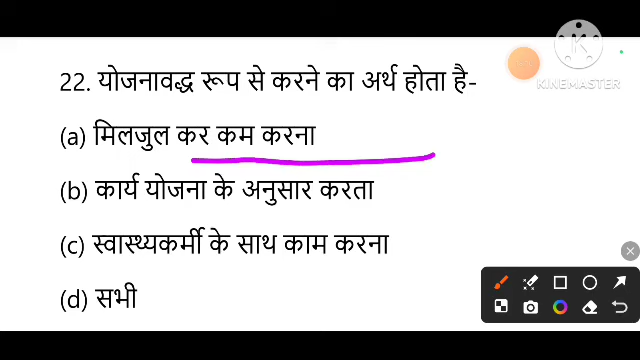 22. योजनावद्ध रूप से करने का अर्थ होता है-
(a) मिलजुल कर कम करना
(b) कार्य योजना के अनुसार करता
(c) स्वास्थ्यकर्मी के साथ काम करना
(d) सभी
K
KINEMASTER